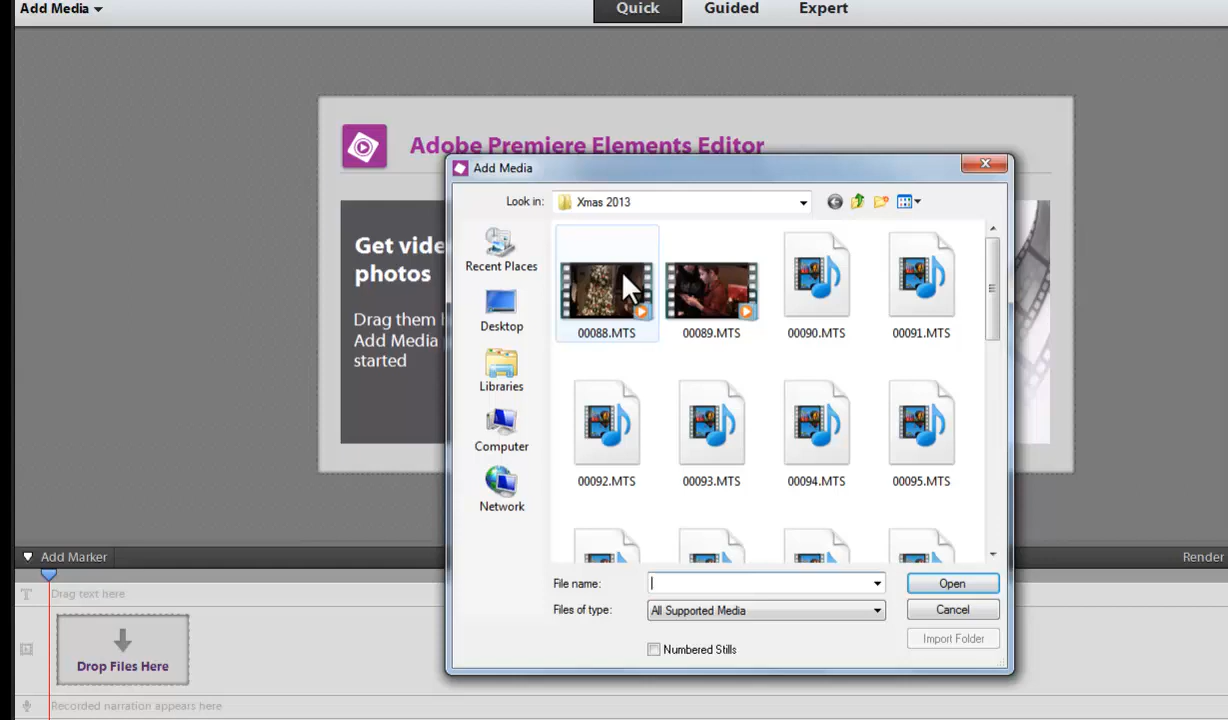 Add Media
Quick
Guided
Expert
Adobe Premiere Elements Editor
Get vide
photos
Drag them h
Add Media
started
Add Media
Look in:
Xmas 2013
Recent Places
Desktop
Libraries
Computer
Network
00088.MTS
00089.MTS
00090.MTS
00091.MTS
00092.MTS
00093.MTS
00094.MTS
00095.MTS
File name:
Open
Files of type:
All Supported Media
Cancel
Import Folder
Numbered Stills
Add Marker
Render
T
Drag text here
Drop Files Here
Recorded narration appears here